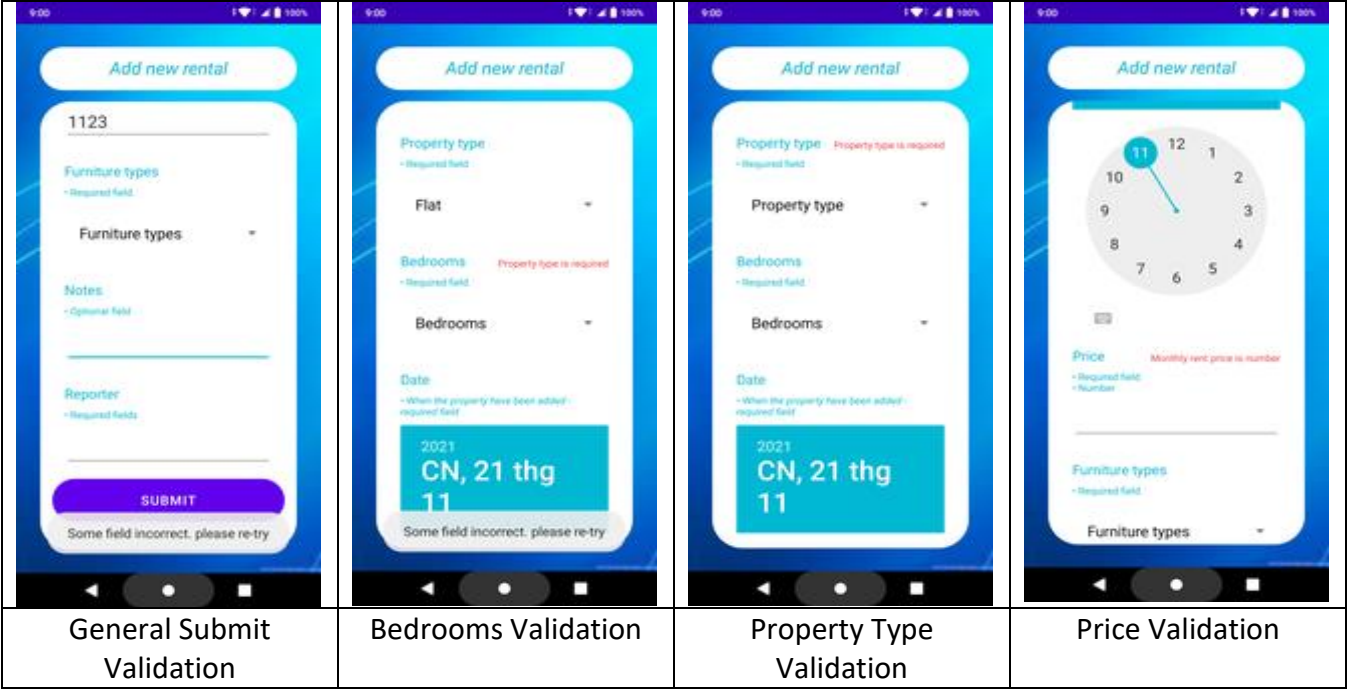 9:00
100%
Add new rental
1123
Furniture types
• Required field
Furniture types
Notes
• Optional field
Reporter
• Required fields
SUBMIT
Some field incorrect. please re-try
General Submit
Validation
9:00
100%
Add new rental
Property type
• Required field
Flat
Bedrooms Property type is required
• Required field
Bedrooms
Date
• When the property have been added -
required field
2021
CN, 21 thg
11
Some field incorrect. please re-try
Bedrooms Validation
9:00
100%
Add new rental
Property type Property type is required
• Required field
Property type
Bedrooms
• Required field
Bedrooms
Date
• When the property have been added -
required field
2021
CN, 21 thg
11
Property Type
Validation
9:00
100%
Add new rental
12
11
1
10
2
9
3
8
4
7
5
6
Price Monthly rent price is number
• Required field
• Number
Furniture types
• Required field
Furniture types
Price Validation